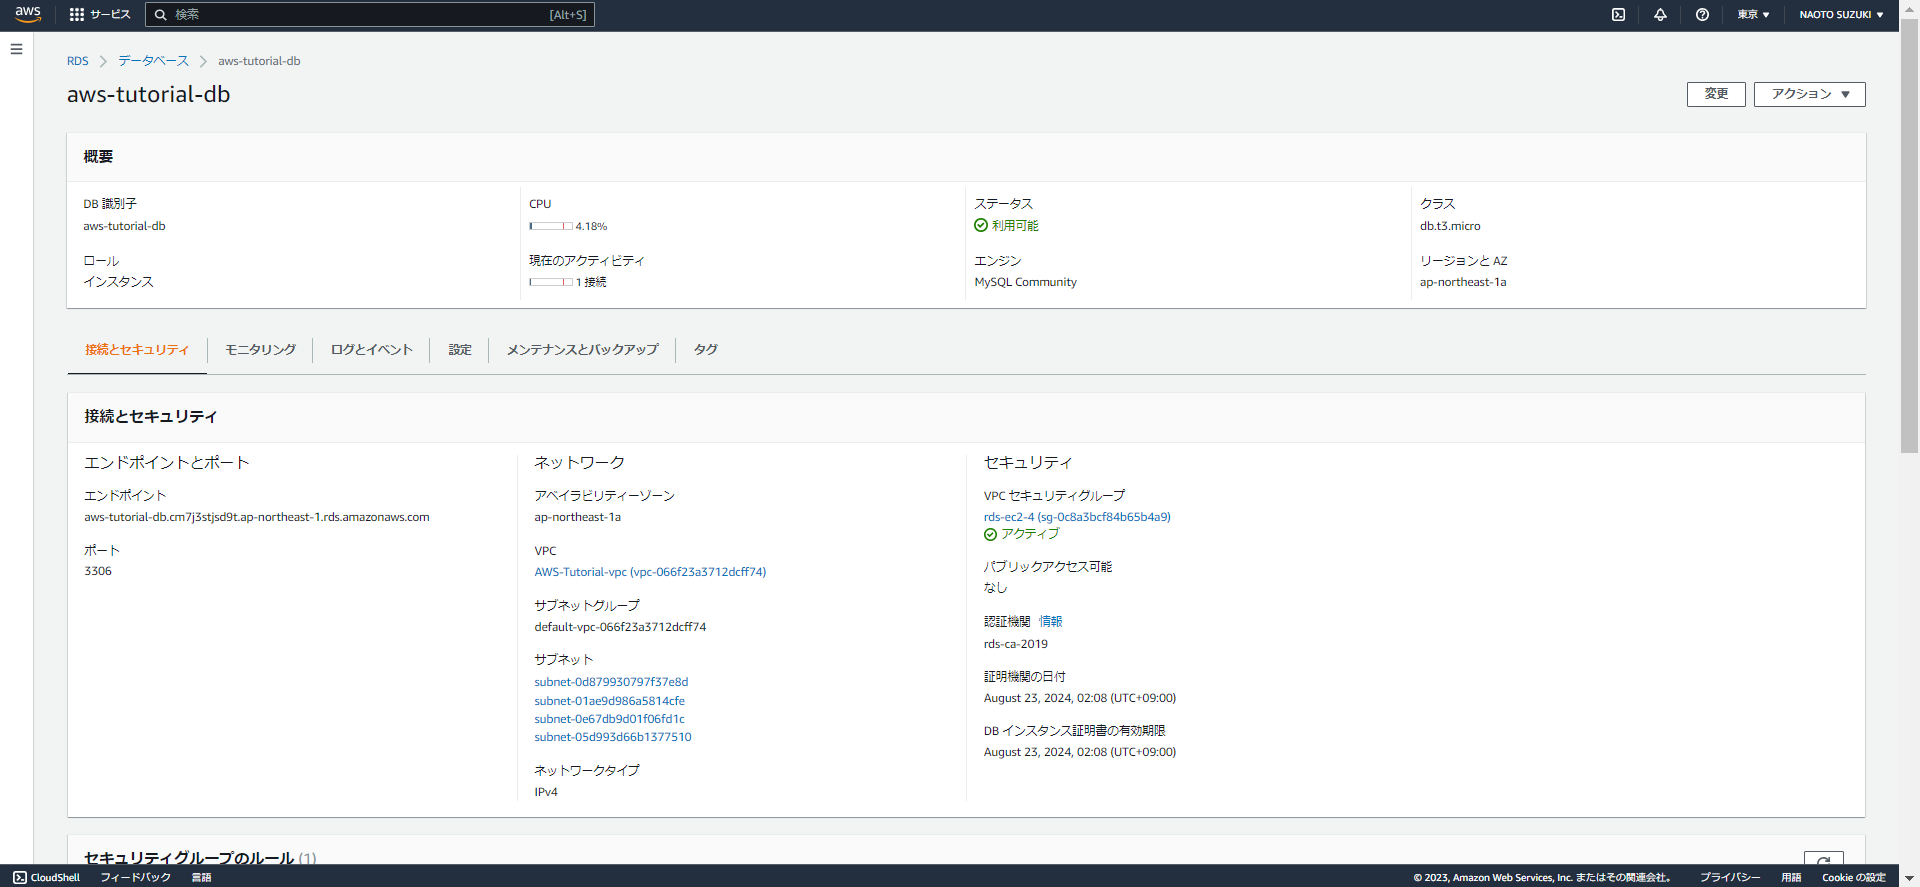 aws
サービス
検索
[Alt+S]
東京 ▼
NAOTO SUZUKI ▼
RDS
データベース
aws-tutorial-db
aws-tutorial-db
変更
アクション ▼
概要
DB 識別子
aws-tutorial-db
CPU
4.18%
ステータス
利用可能
クラス
db.t3.micro
ロール
インスタンス
現在のアクティビティ
1 接続
エンジン
MySQL Community
リージョンと AZ
ap-northeast-1a
接続とセキュリティ
モニタリング
ログとイベント
設定
メンテナンスとバックアップ
タグ
接続とセキュリティ
エンドポイントとポート
エンドポイント
aws-tutorial-db.cm7j3stjsd9t.ap-northeast-1.rds.amazonaws.com
ポート
3306
ネットワーク
アベイラビリティーゾーン
ap-northeast-1a
VPC
AWS-Tutorial-vpc (vpc-066f23a3712dcff74)
サブネットグループ
default-vpc-066f23a3712dcff74
サブネット
subnet-0d879930797f37e8d
subnet-01ae9d986a5814cfe
subnet-0e67db9d01f06fd1c
subnet-05d993d66b1377510
ネットワークタイプ
IPv4
セキュリティ
VPC セキュリティグループ
rds-ec2-4 (sg-0c8a3bcf84b65b4a9)
アクティブ
パブリックアクセス可能
なし
認証機関 情報
rds-ca-2019
証明機関の日付
August 23, 2024, 02:08 (UTC+09:00)
DB インスタンス証明書の有効期限
August 23, 2024, 02:08 (UTC+09:00)
セキュリティグループのルール (1)
CloudShell
フィードバック
言語
© 2023, Amazon Web Services, Inc. またはその関連会社。
プライバシー
用語
Cookie の設定